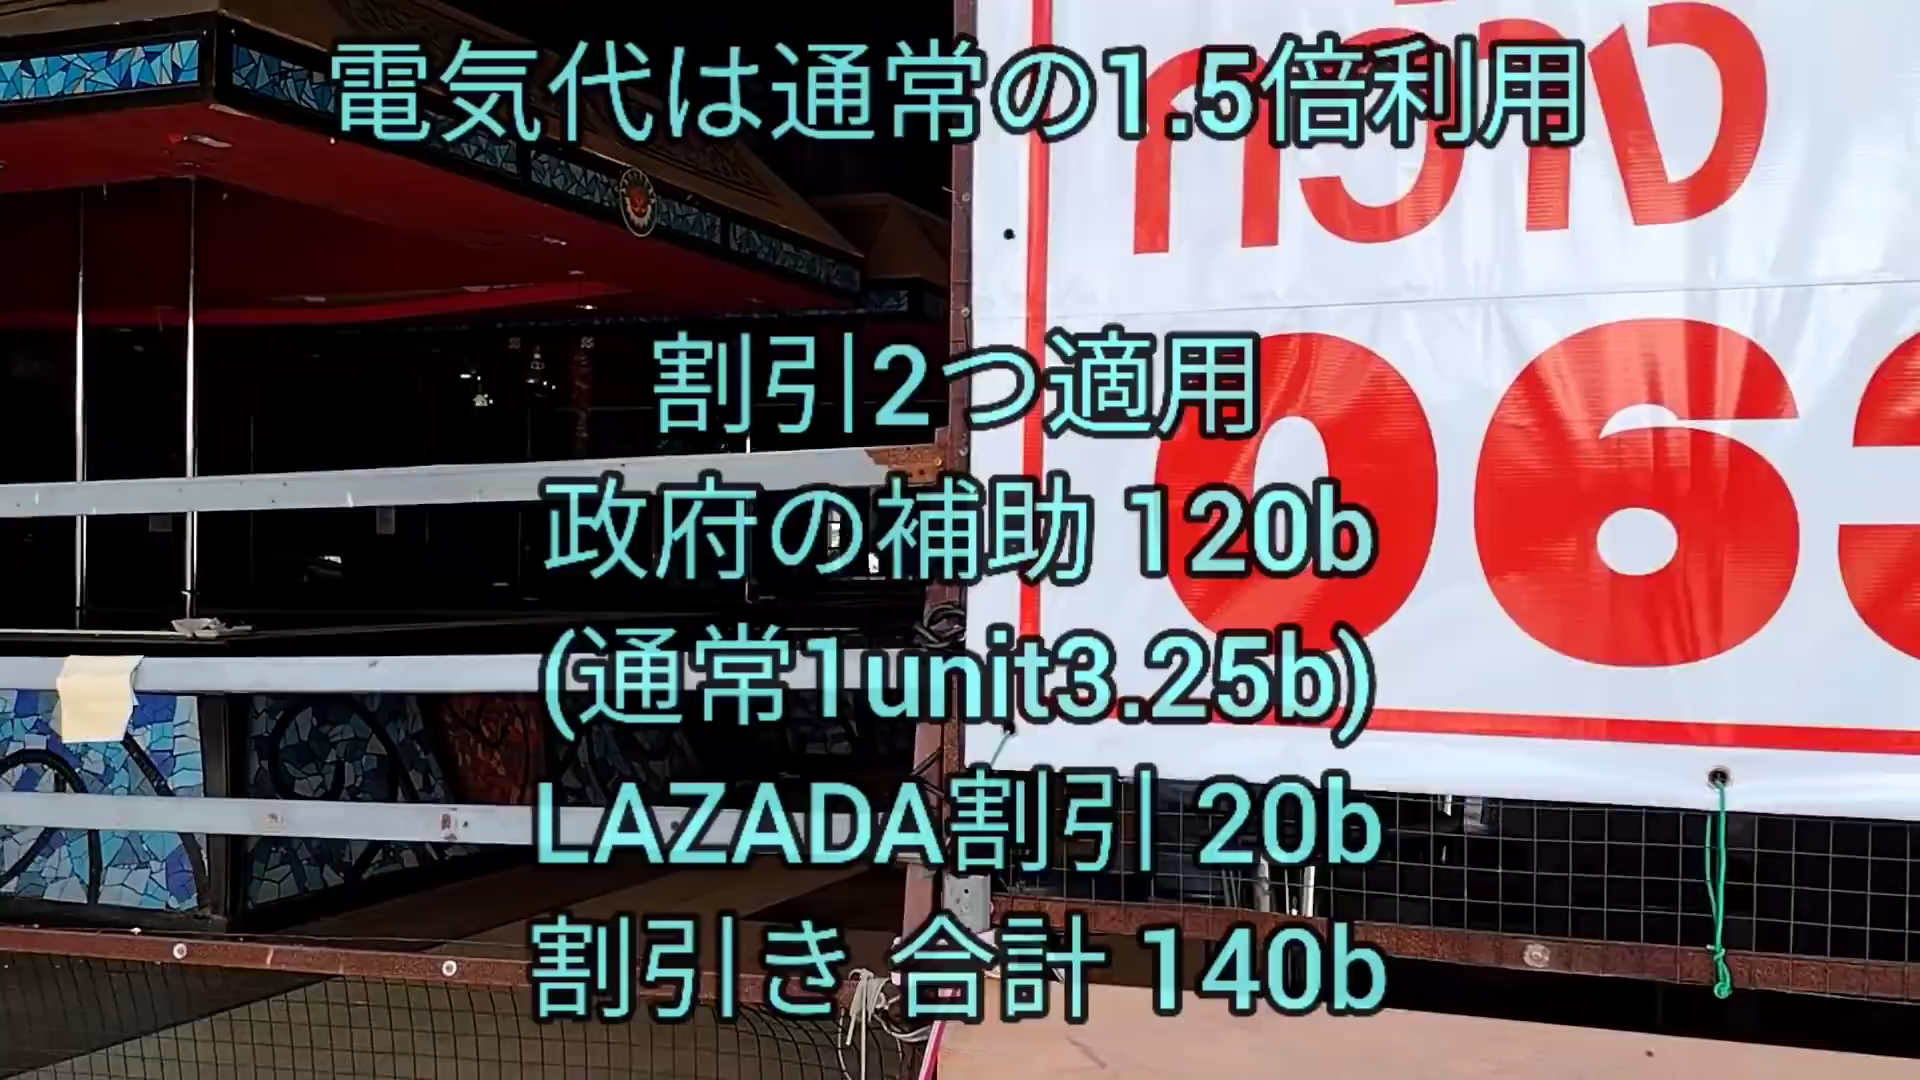 電気代は通常の1.5倍利用
割引2つ適用
政府の補助 120b
(通常1unit3.25b)
LAZADA割引 20b
割引き 合計 140b
06